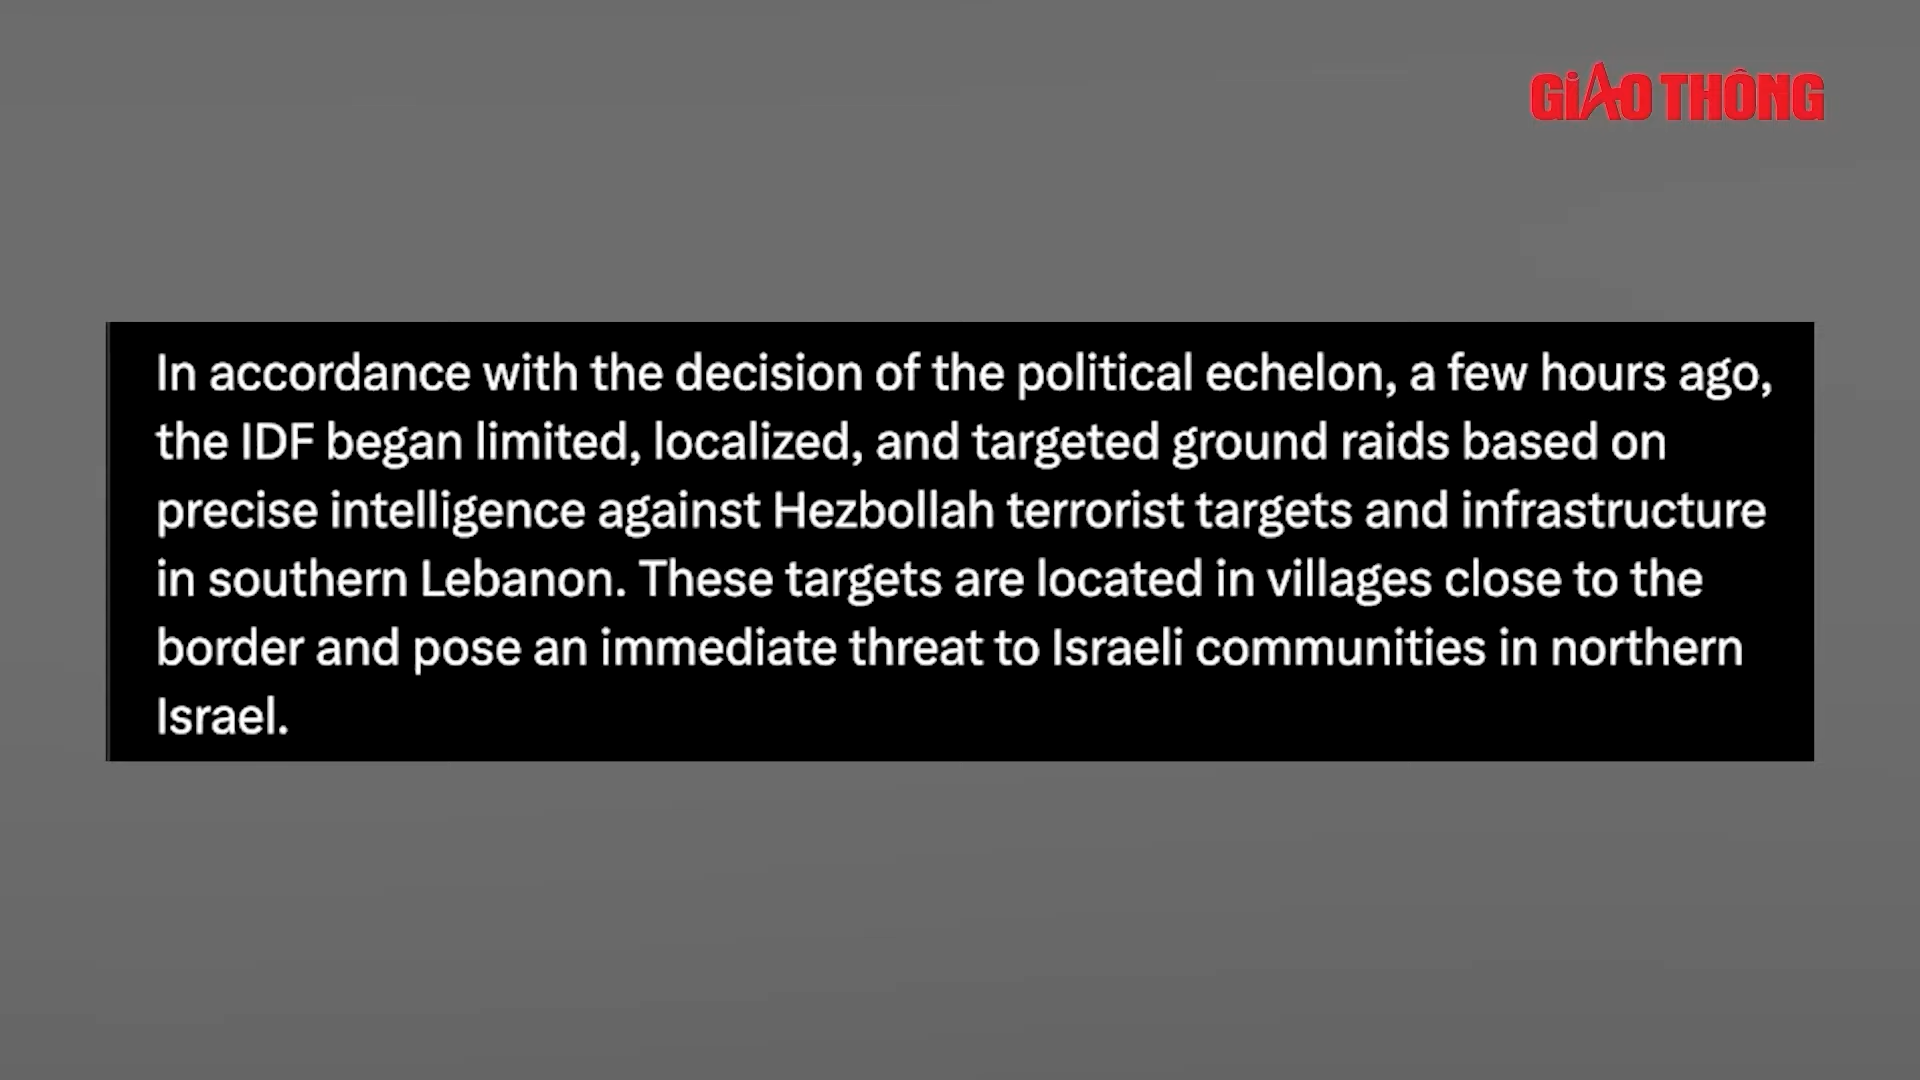 GIAO THÔNG
In accordance with the decision of the political echelon, a few hours ago,
the IDF began limited, localized, and targeted ground raids based on
precise intelligence against Hezbollah terrorist targets and infrastructure
in southern Lebanon. These targets are located in villages close to the
border and pose an immediate threat to Israeli communities in northern
Israel.